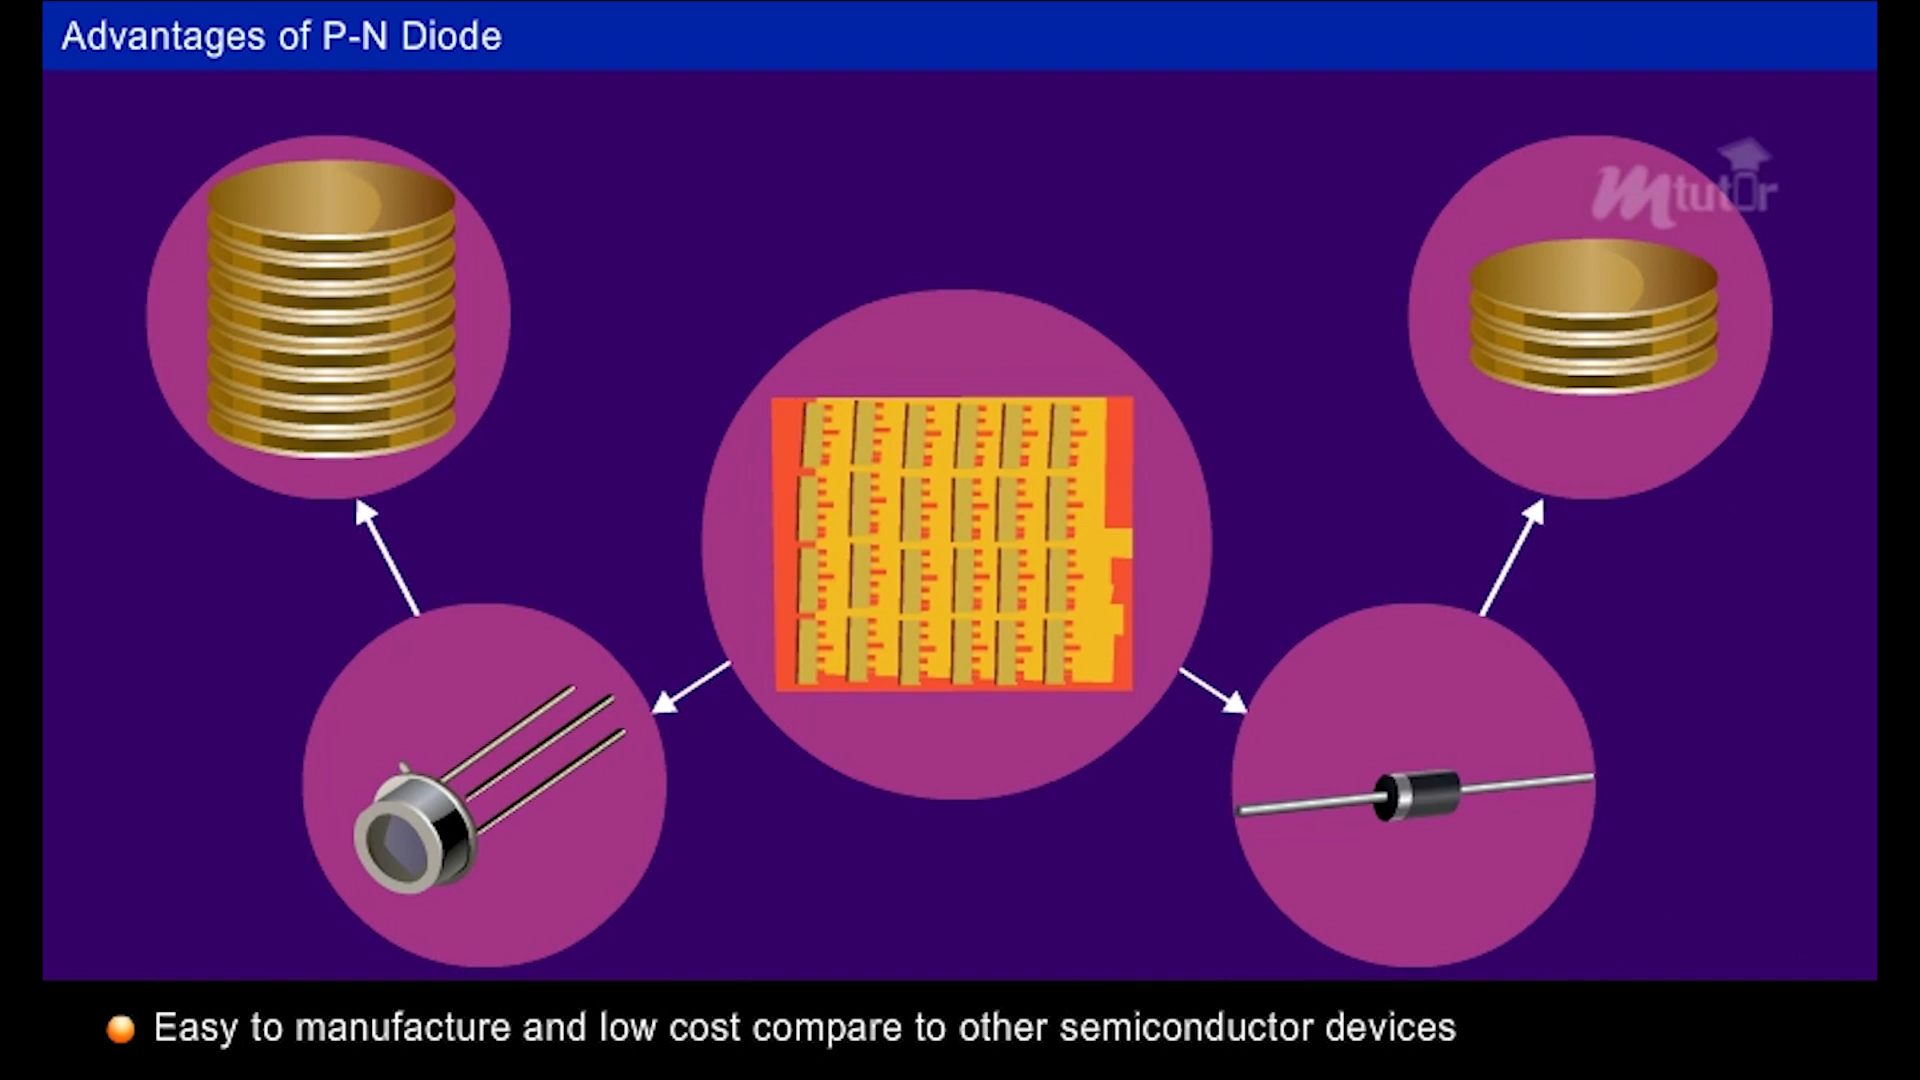 Advantages of P-N Diode
Mtutor
Easy to manufacture and low cost compare to other semiconductor devices